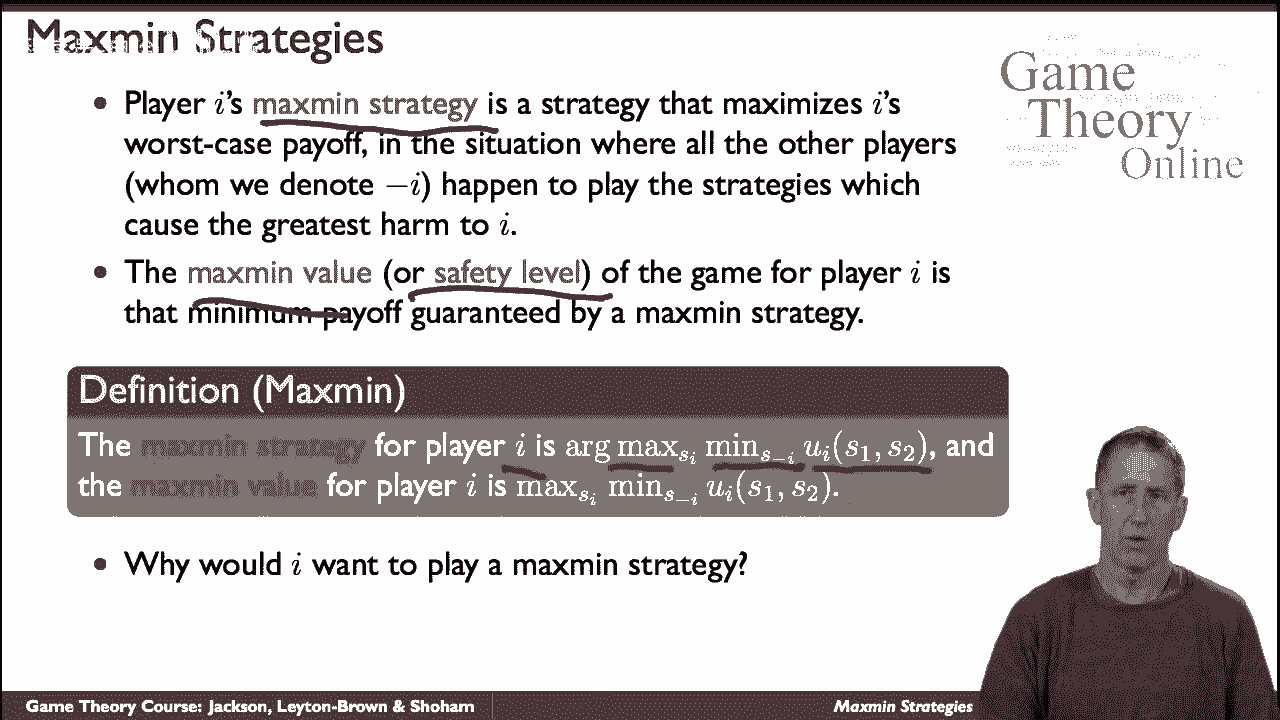 Maxmin Strategies
Game
Theory
Online
• Player i's maxmin strategy is a strategy that maximizes i's
worst-case payoff, in the situation where all the other players
(whom we denote −i) happen to play the strategies which
cause the greatest harm to i.
• The maxmin value (or safety level) of the game for player i is
that minimum payoff guaranteed by a maxmin strategy.
Definition (Maxmin)
The maxmin strategy for player i is arg max_{s_i} min_{s_{−i}} u_i(s_1, s_2), and
the maxmin value for player i is max_{s_i} min_{s_{−i}} u_i(s_1, s_2).
• Why would i want to play a maxmin strategy?
Game Theory Course: Jackson, Leyton-Brown & Shoham
Maxmin Strategies